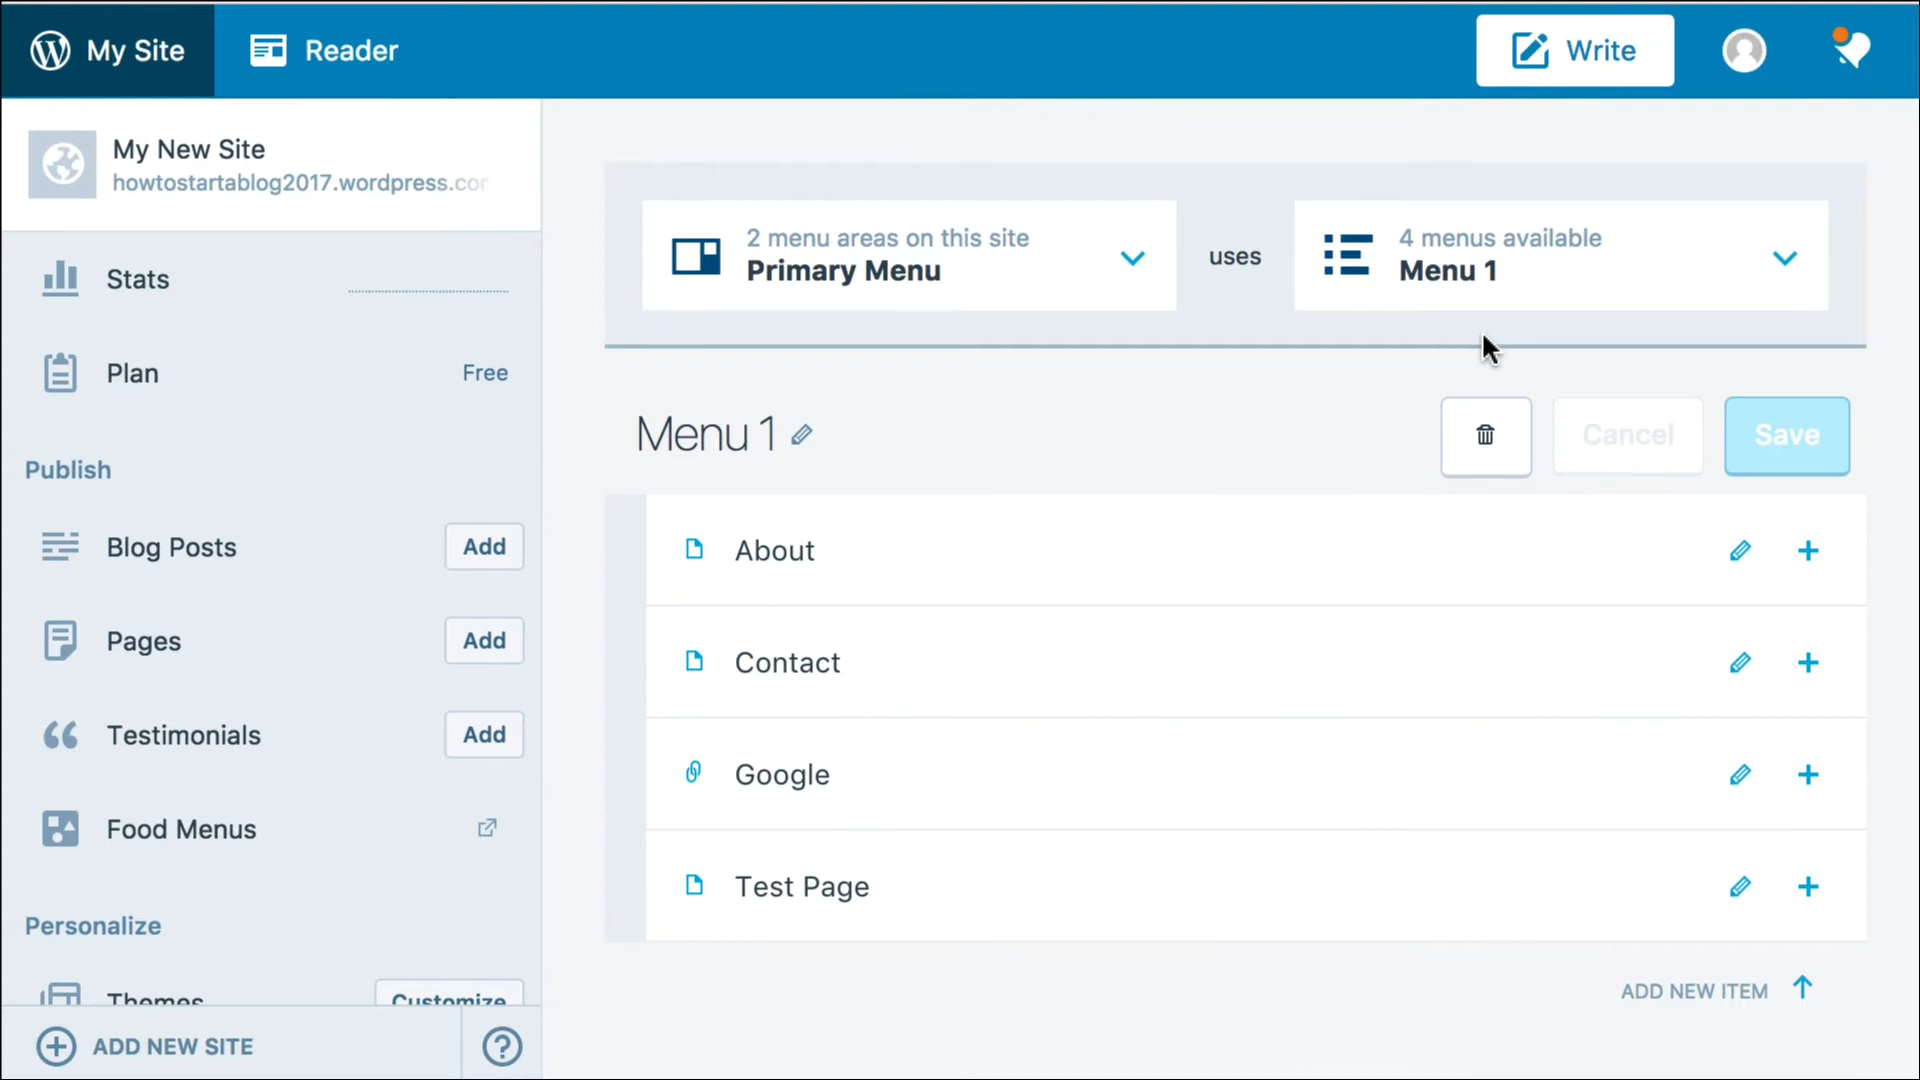 My Site
Reader
Write
My New Site
howtostartablog2017.wordpress.com
Stats
Plan
Free
Publish
Blog Posts
Add
Pages
Add
Testimonials
Add
Food Menus
Personalize
Themes
Customize
ADD NEW SITE
2 menu areas on this site
Primary Menu
uses
4 menus available
Menu 1
Menu 1
Cancel
Save
About
Contact
Google
Test Page
ADD NEW ITEM